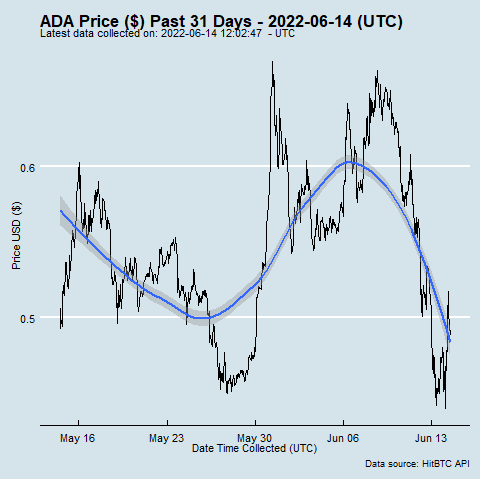 ADA Price ($) Past 31 Days - 2022-06-14 (UTC)
Latest data collected on: 2022-06-14 12:02:47 - UTC
0.6
0.5
Price USD ($)
May 16 May 23 May 30 Jun 06 Jun 13
Date Time Collected (UTC)
Data source: HitBTC API